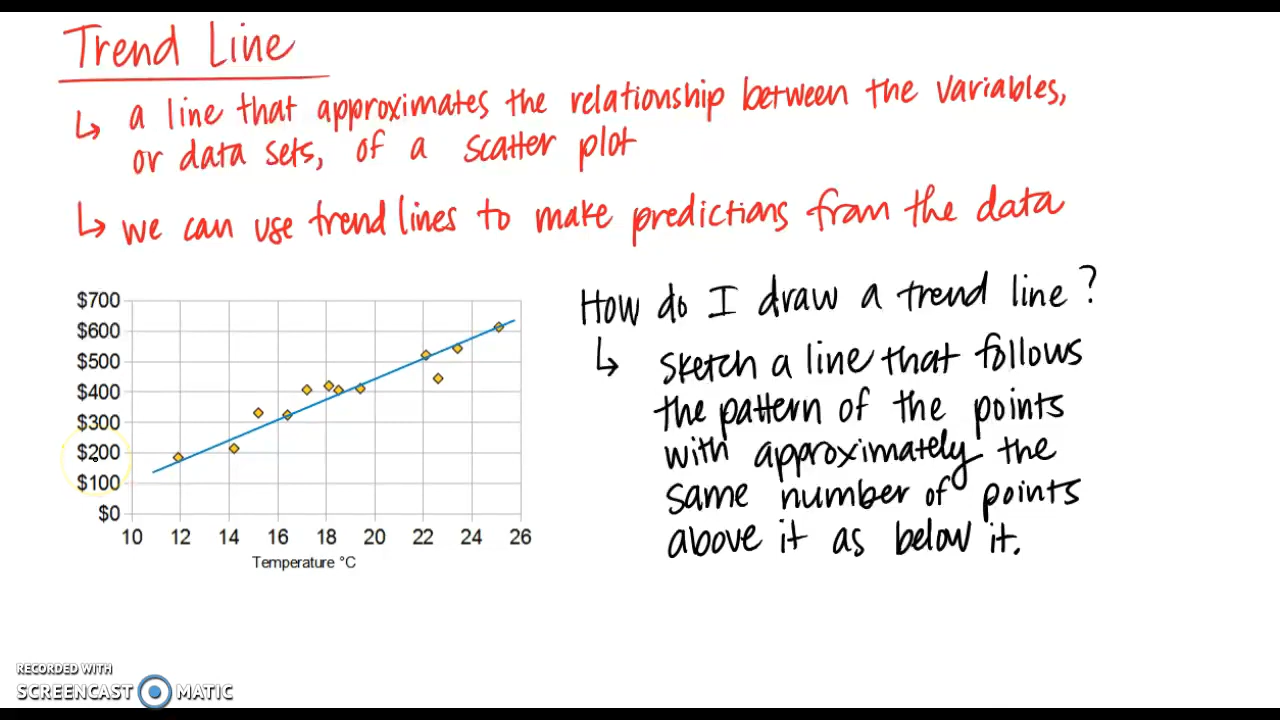 Trend Line
↳ a line that approximates the relationship between the variables,
or data sets, of a scatter plot
↳ we can use trend lines to make predictions from the data
$700
$600
$500
$400
$300
$200
$100
$0
10 12 14 16 18 20 22 24 26
Temperature °C
How do I draw a trend line?
↳ Sketch a line that follows
the pattern of the points
with approximately the
same number of points
above it as below it.
RECORDED WITH
SCREENCAST MATIC